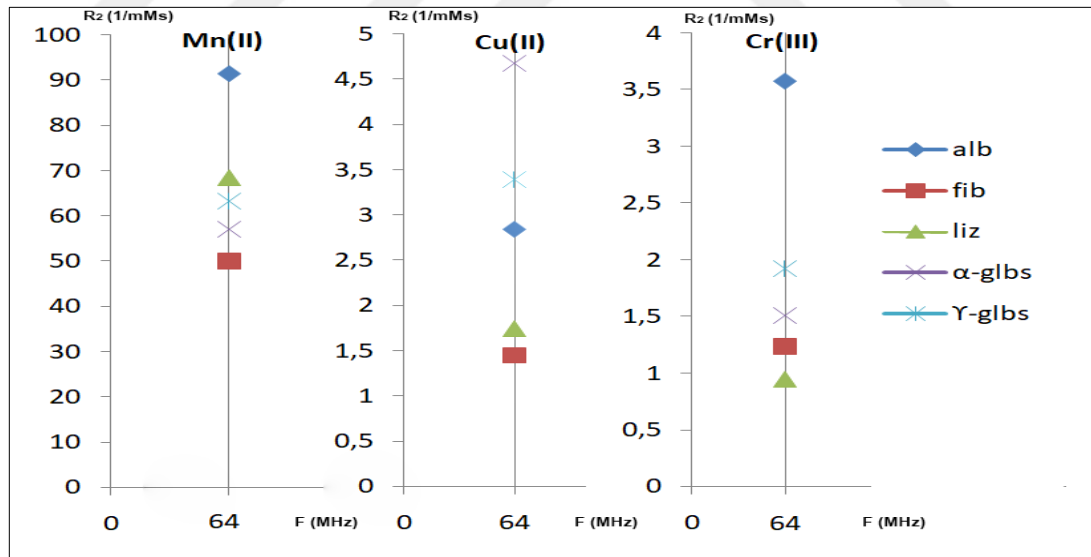 R₂ (1/mMs)
Mn(II)
100
90
80
70
60
50
40
30
20
10
0
0
64
F (MHz)
R₂ (1/mMs)
Cu(II)
5
4,5
4
3,5
3
2,5
2
1,5
1
0,5
0
0
64
F (MHz)
R₂ (1/mMs)
Cr(III)
4
3,5
3
2,5
2
1,5
1
0,5
0
0
64
F (MHz)
alb
fib
liz
α-glbs
ϒ-glbs